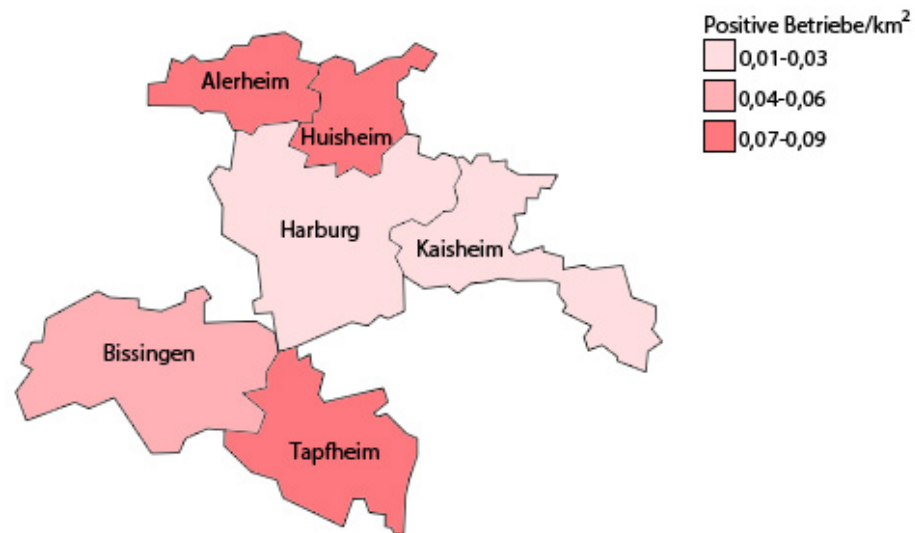 Positive Betriebe/km²
0,01-0,03
0,04-0,06
0,07-0,09
Alerheim
Huisheim
Harburg
Kaisheim
Bissingen
Tapfheim